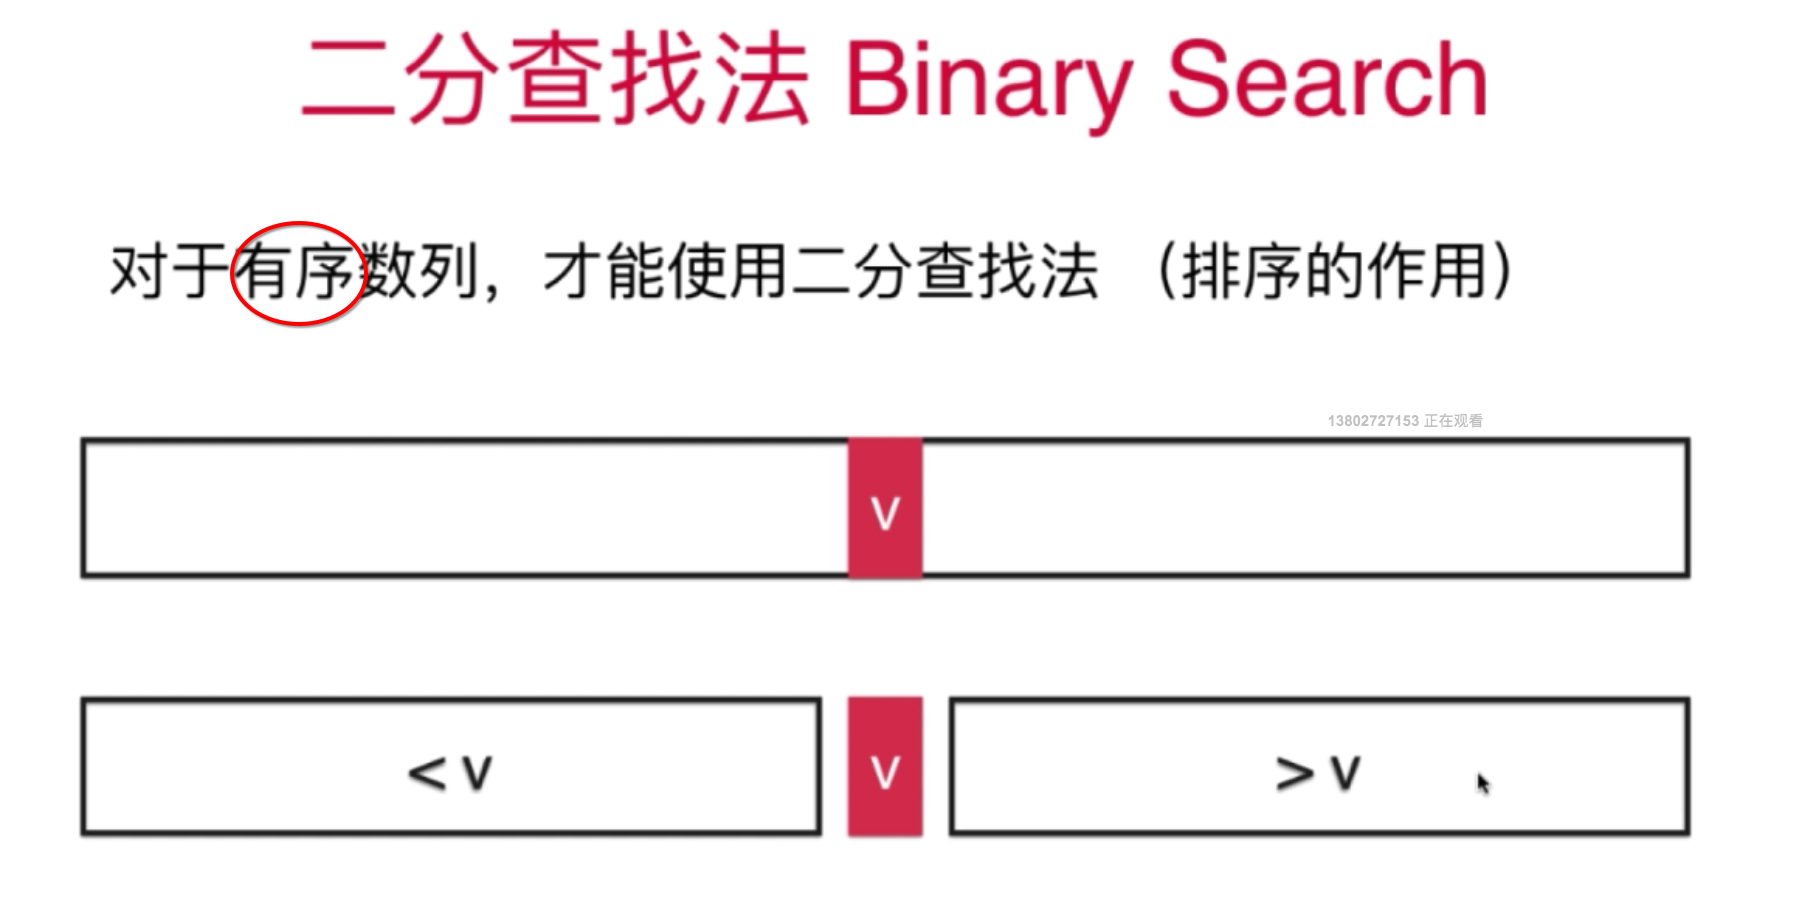 二分查找法 Binary Search
对于有序数列，才能使用二分查找法 （排序的作用）
13802727153 正在观看
v
< v
v
> v